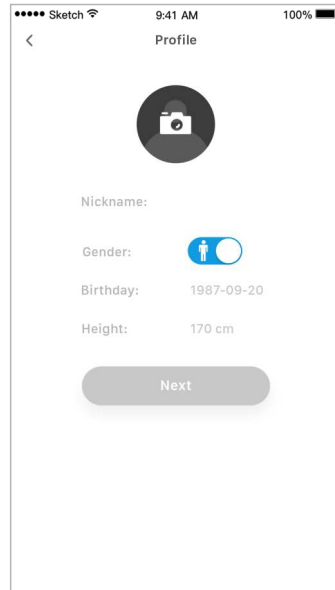 Sketch 9:41 AM 100%
Profile
Nickname:
Gender:
Birthday: 1987-09-20
Height: 170 cm
Next